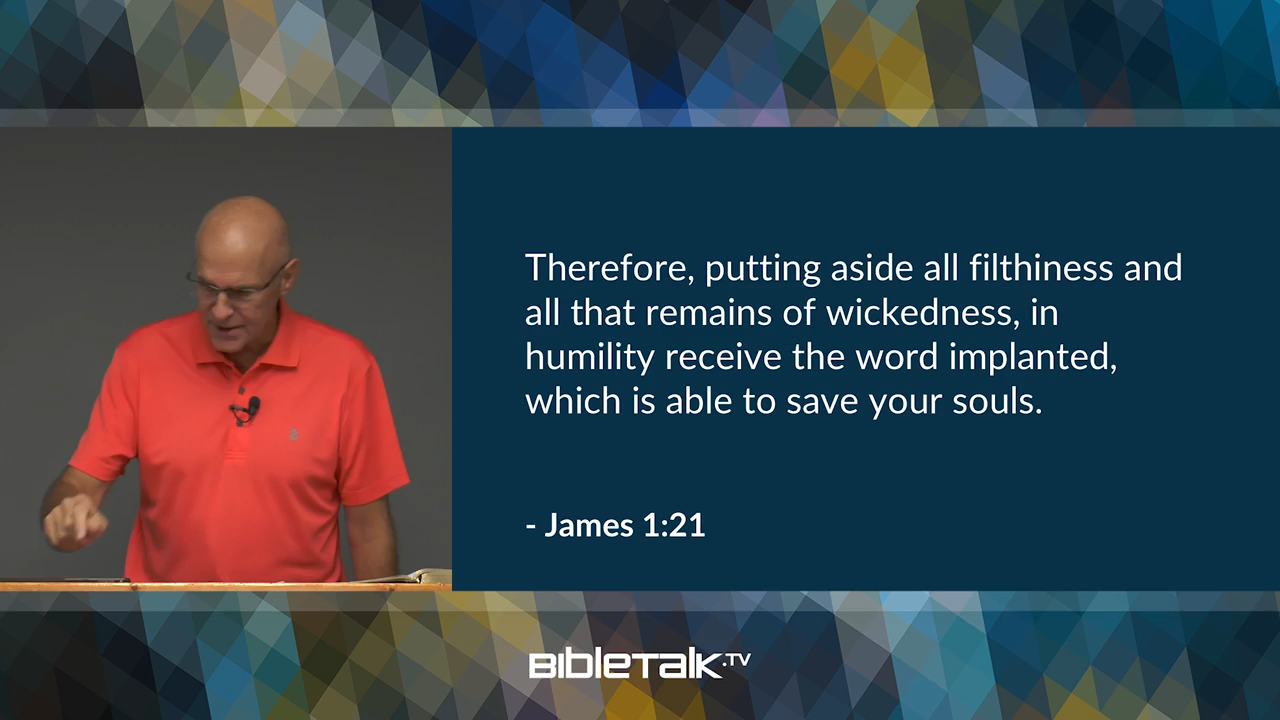 Therefore, putting aside all filthiness and
all that remains of wickedness, in
humility receive the word implanted,
which is able to save your souls.
- James 1:21
BIBLETALK.TV